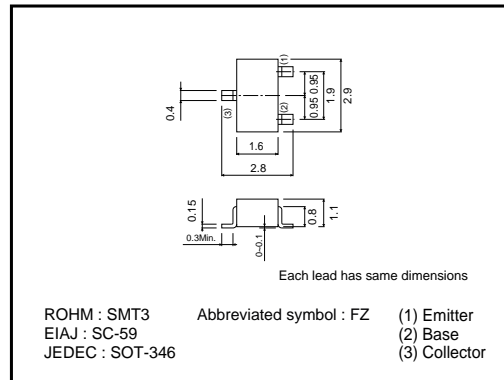 (1)
0.4
(3)
(2)
0.95 0.95
1.9
2.9
1.6
2.8
0.15
0.3Min.
0~0.1
0.8
1.1
Each lead has same dimensions
ROHM : SMT3 Abbreviated symbol : FZ (1) Emitter
EIAJ : SC-59 (2) Base
JEDEC : SOT-346 (3) Collector